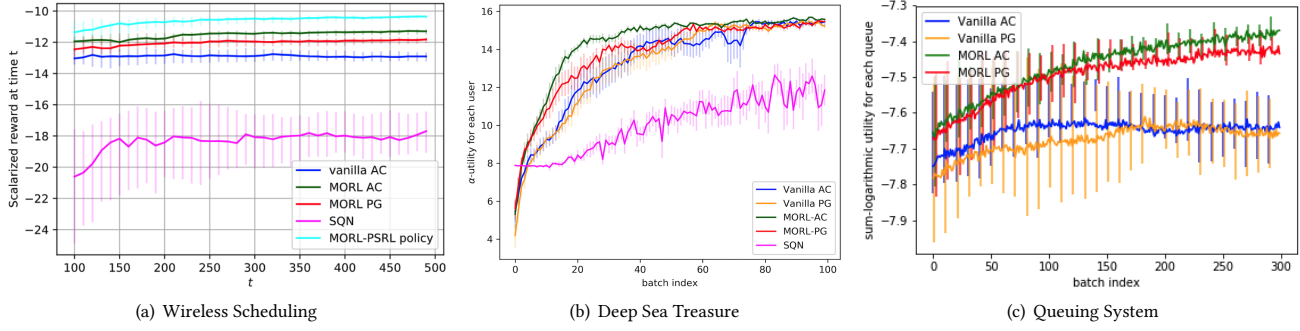 Scalarized reward at time t
−10
−12
−14
−16
−18
−20
−22
−24
100
150
200
250
300
350
400
450
500
t
vanilla AC
MORL AC
MORL PG
SQN
MORL-PSRL policy
(a) Wireless Scheduling
α-utility for each user
16
14
12
10
8
6
4
0
20
40
60
80
100
batch index
Vanilla AC
Vanilla PG
MORL-AC
MORL-PG
SQN
(b) Deep Sea Treasure
sum-logarithmic utility for each queue
−7.3
−7.4
−7.5
−7.6
−7.7
−7.8
−7.9
0
50
100
150
200
250
300
batch index
Vanilla AC
Vanilla PG
MORL AC
MORL PG
(c) Queuing System